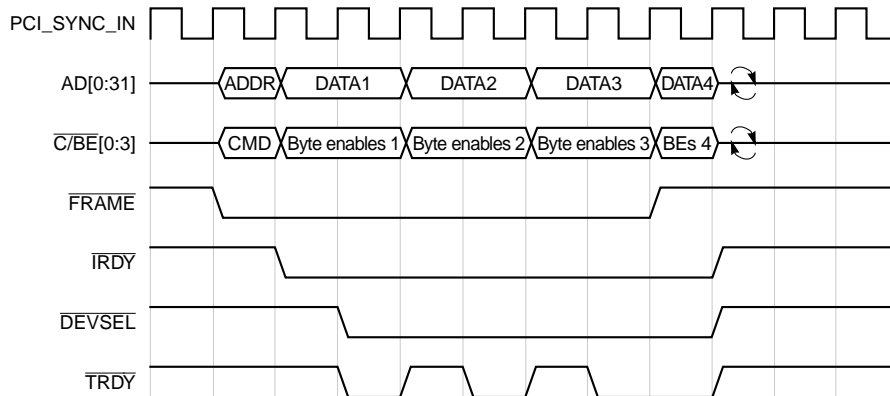 PCI_SYNC_IN
AD[0:31] ADDR DATA1 DATA2 DATA3 DATA4
C/BE[0:3] CMD Byte enables 1 Byte enables 2 Byte enables 3 BEs 4
FRAME
IRDY
DEVSEL
TRDY